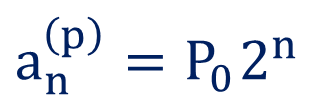 a_n^{(p)} = P_0 2^n